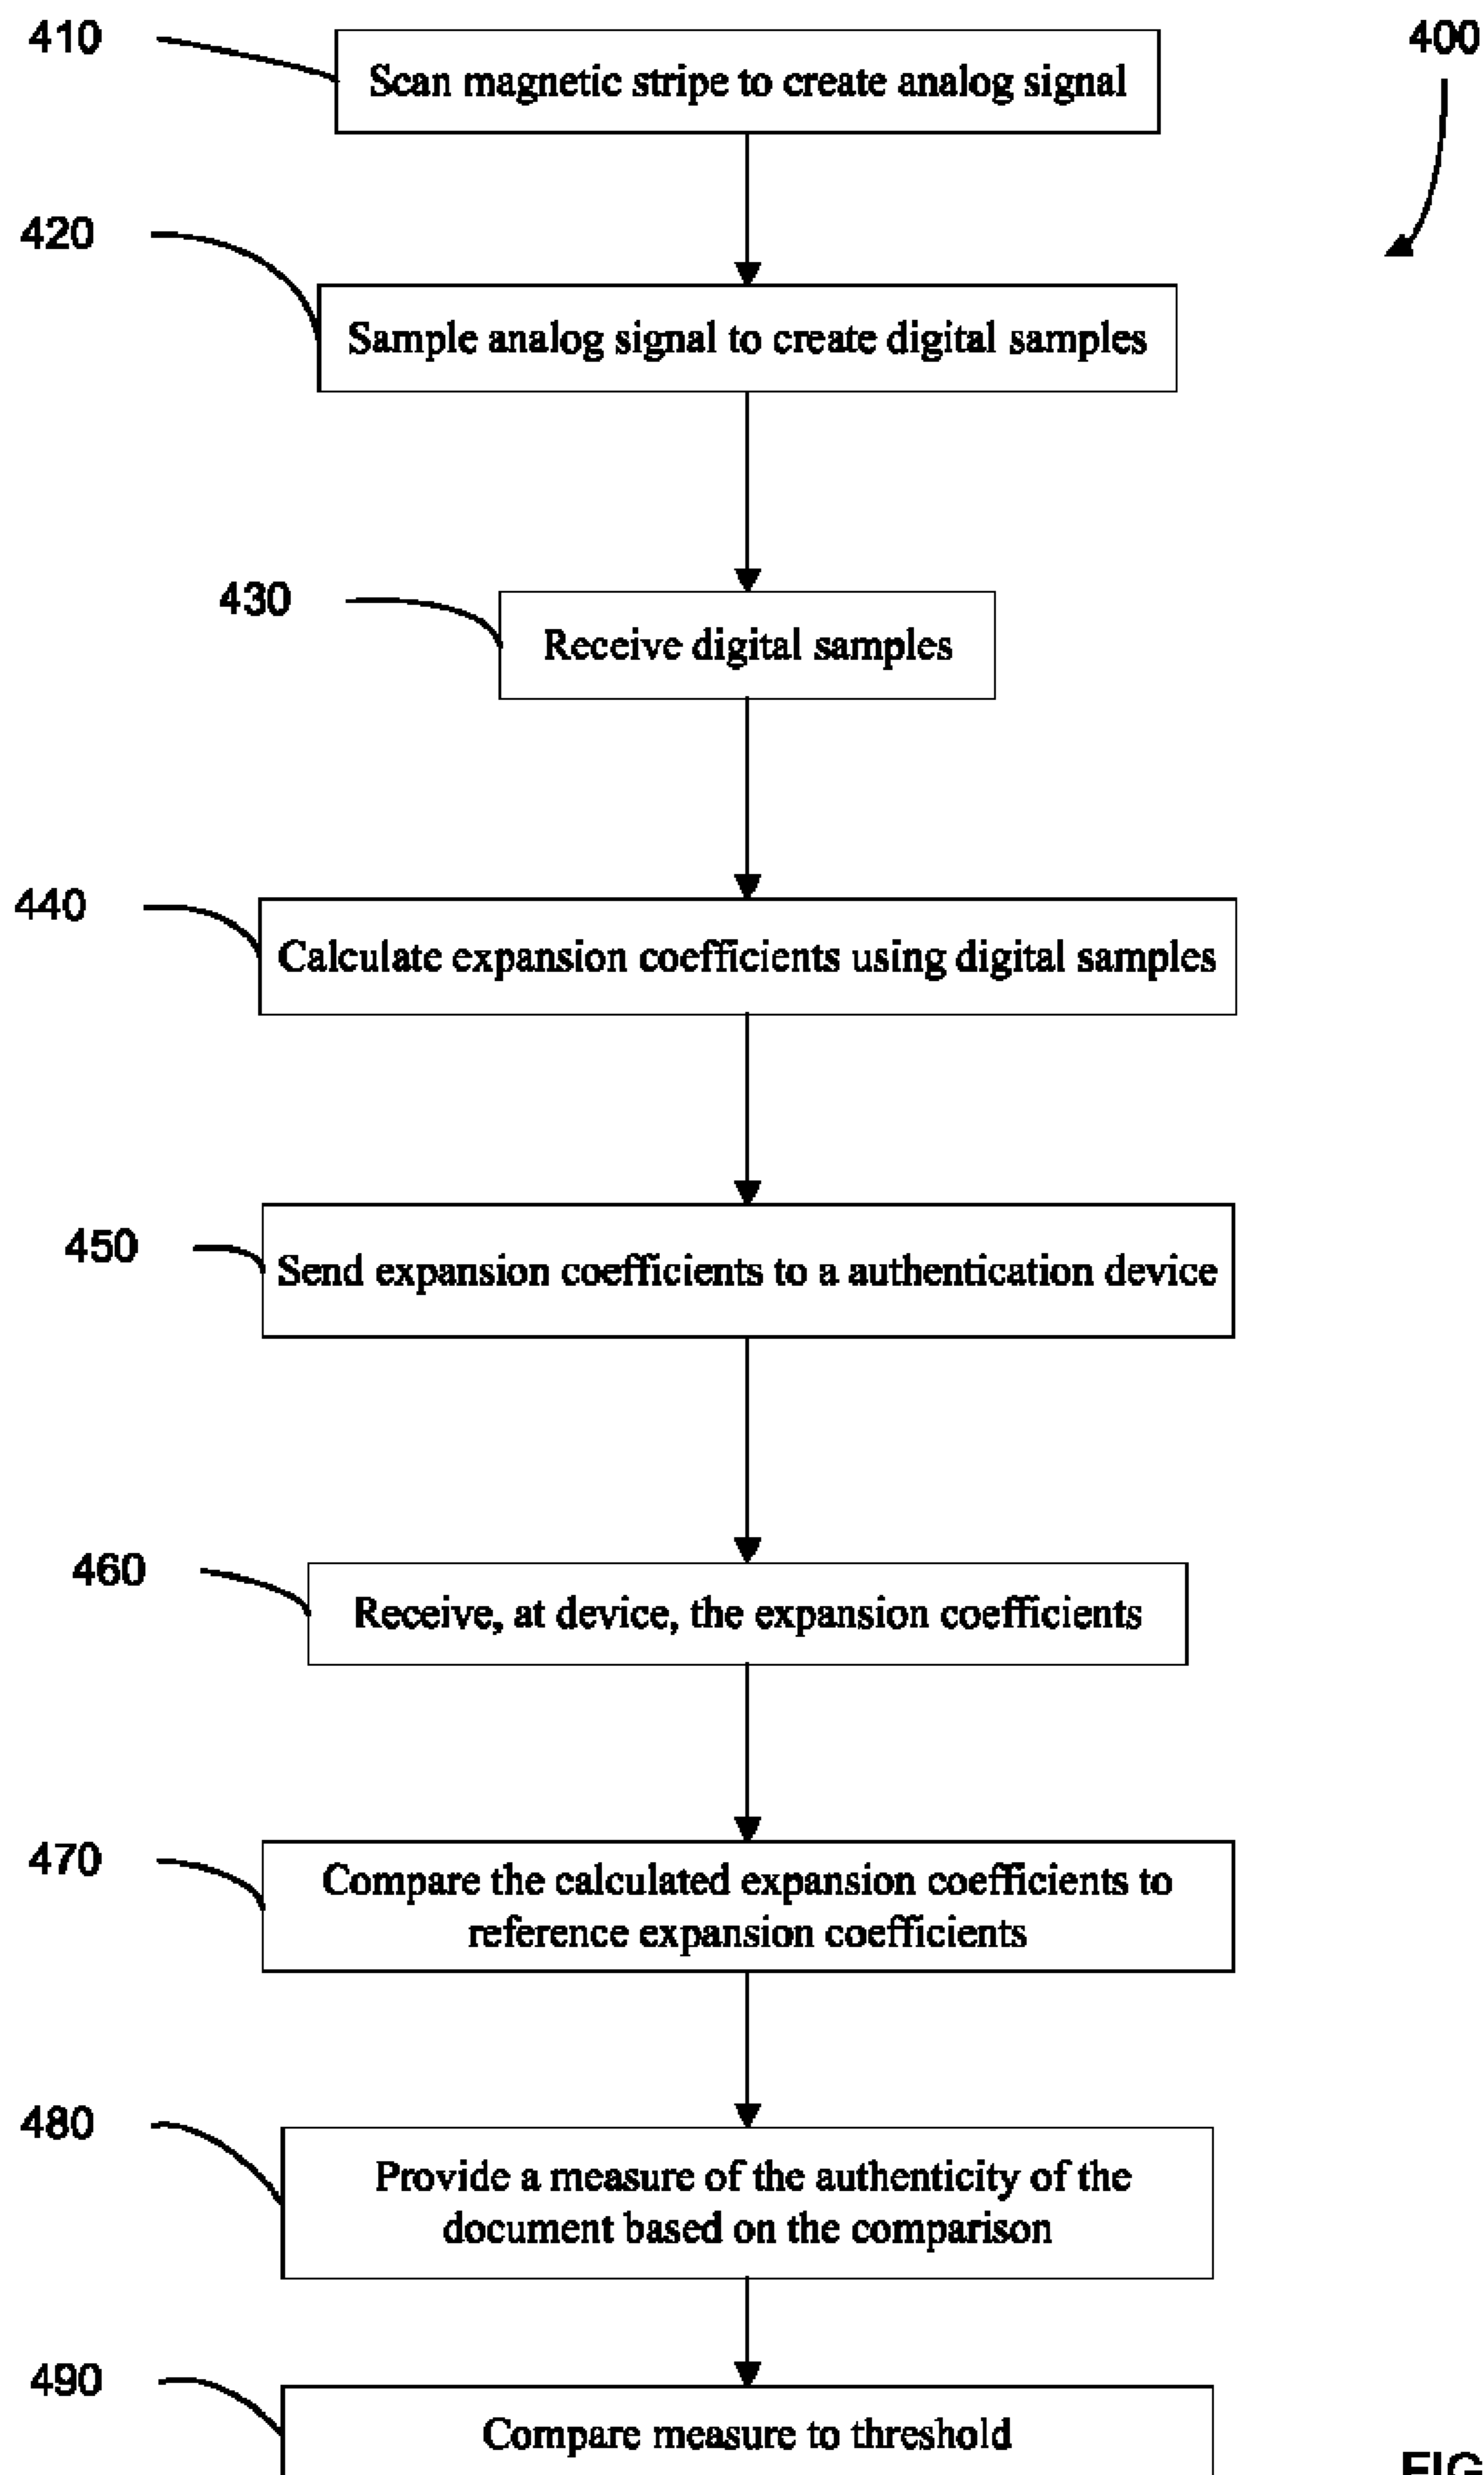 410
Scan magnetic stripe to create analog signal
400
420
Sample analog signal to create digital samples
430
Receive digital samples
440
Calculate expansion coefficients using digital samples
450
Send expansion coefficients to a authentication device
460
Receive, at device, the expansion coefficients
470
Compare the calculated expansion coefficients to
reference expansion coefficients
480
Provide a measure of the authenticity of the
document based on the comparison
490
Compare measure to threshold
FIG